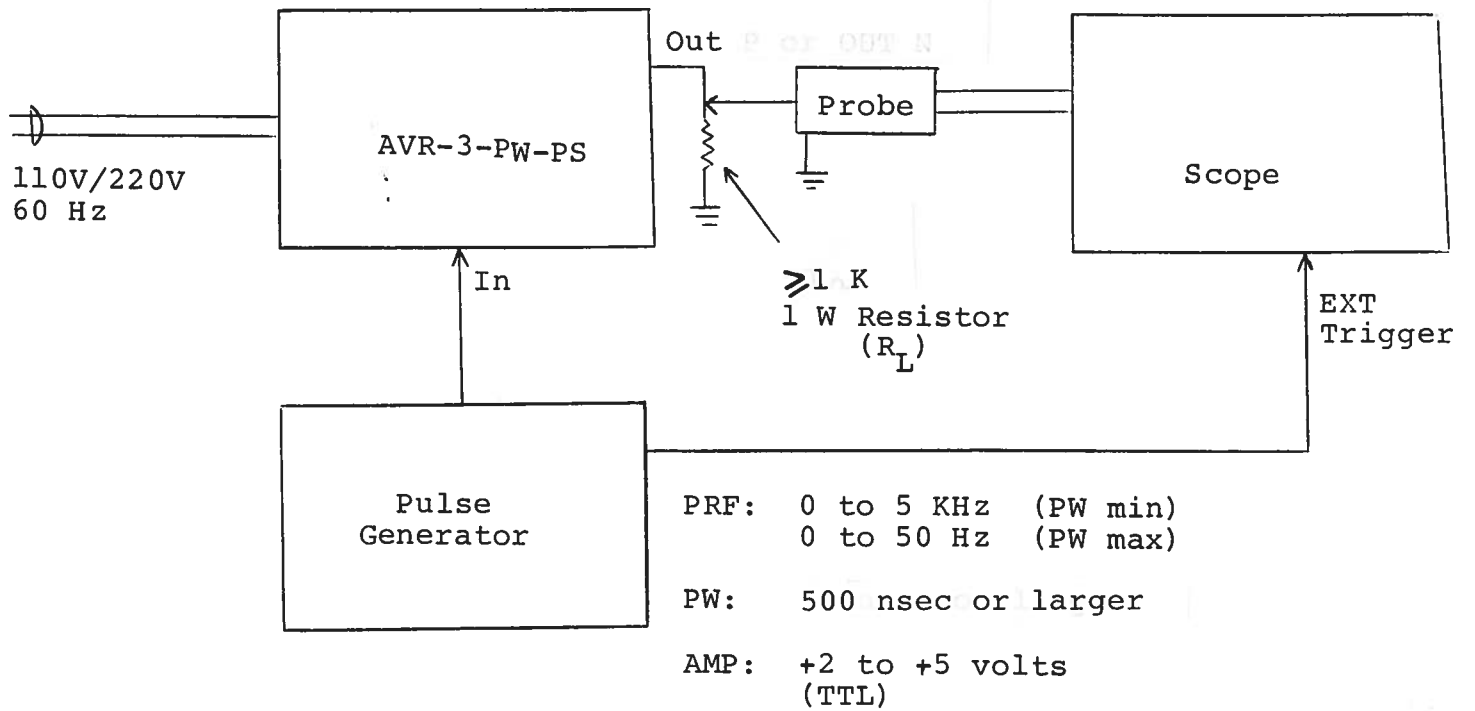 Out
Probe
AVR-3-PW-PS
Scope
110V/220V
60 Hz
In
≥1 K
1 W Resistor
(RL)
EXT
Trigger
Pulse
Generator
PRF: 0 to 5 KHz (PW min)
0 to 50 Hz (PW max)
PW: 500 nsec or larger
AMP: +2 to +5 volts
(TTL)
P or OUT N